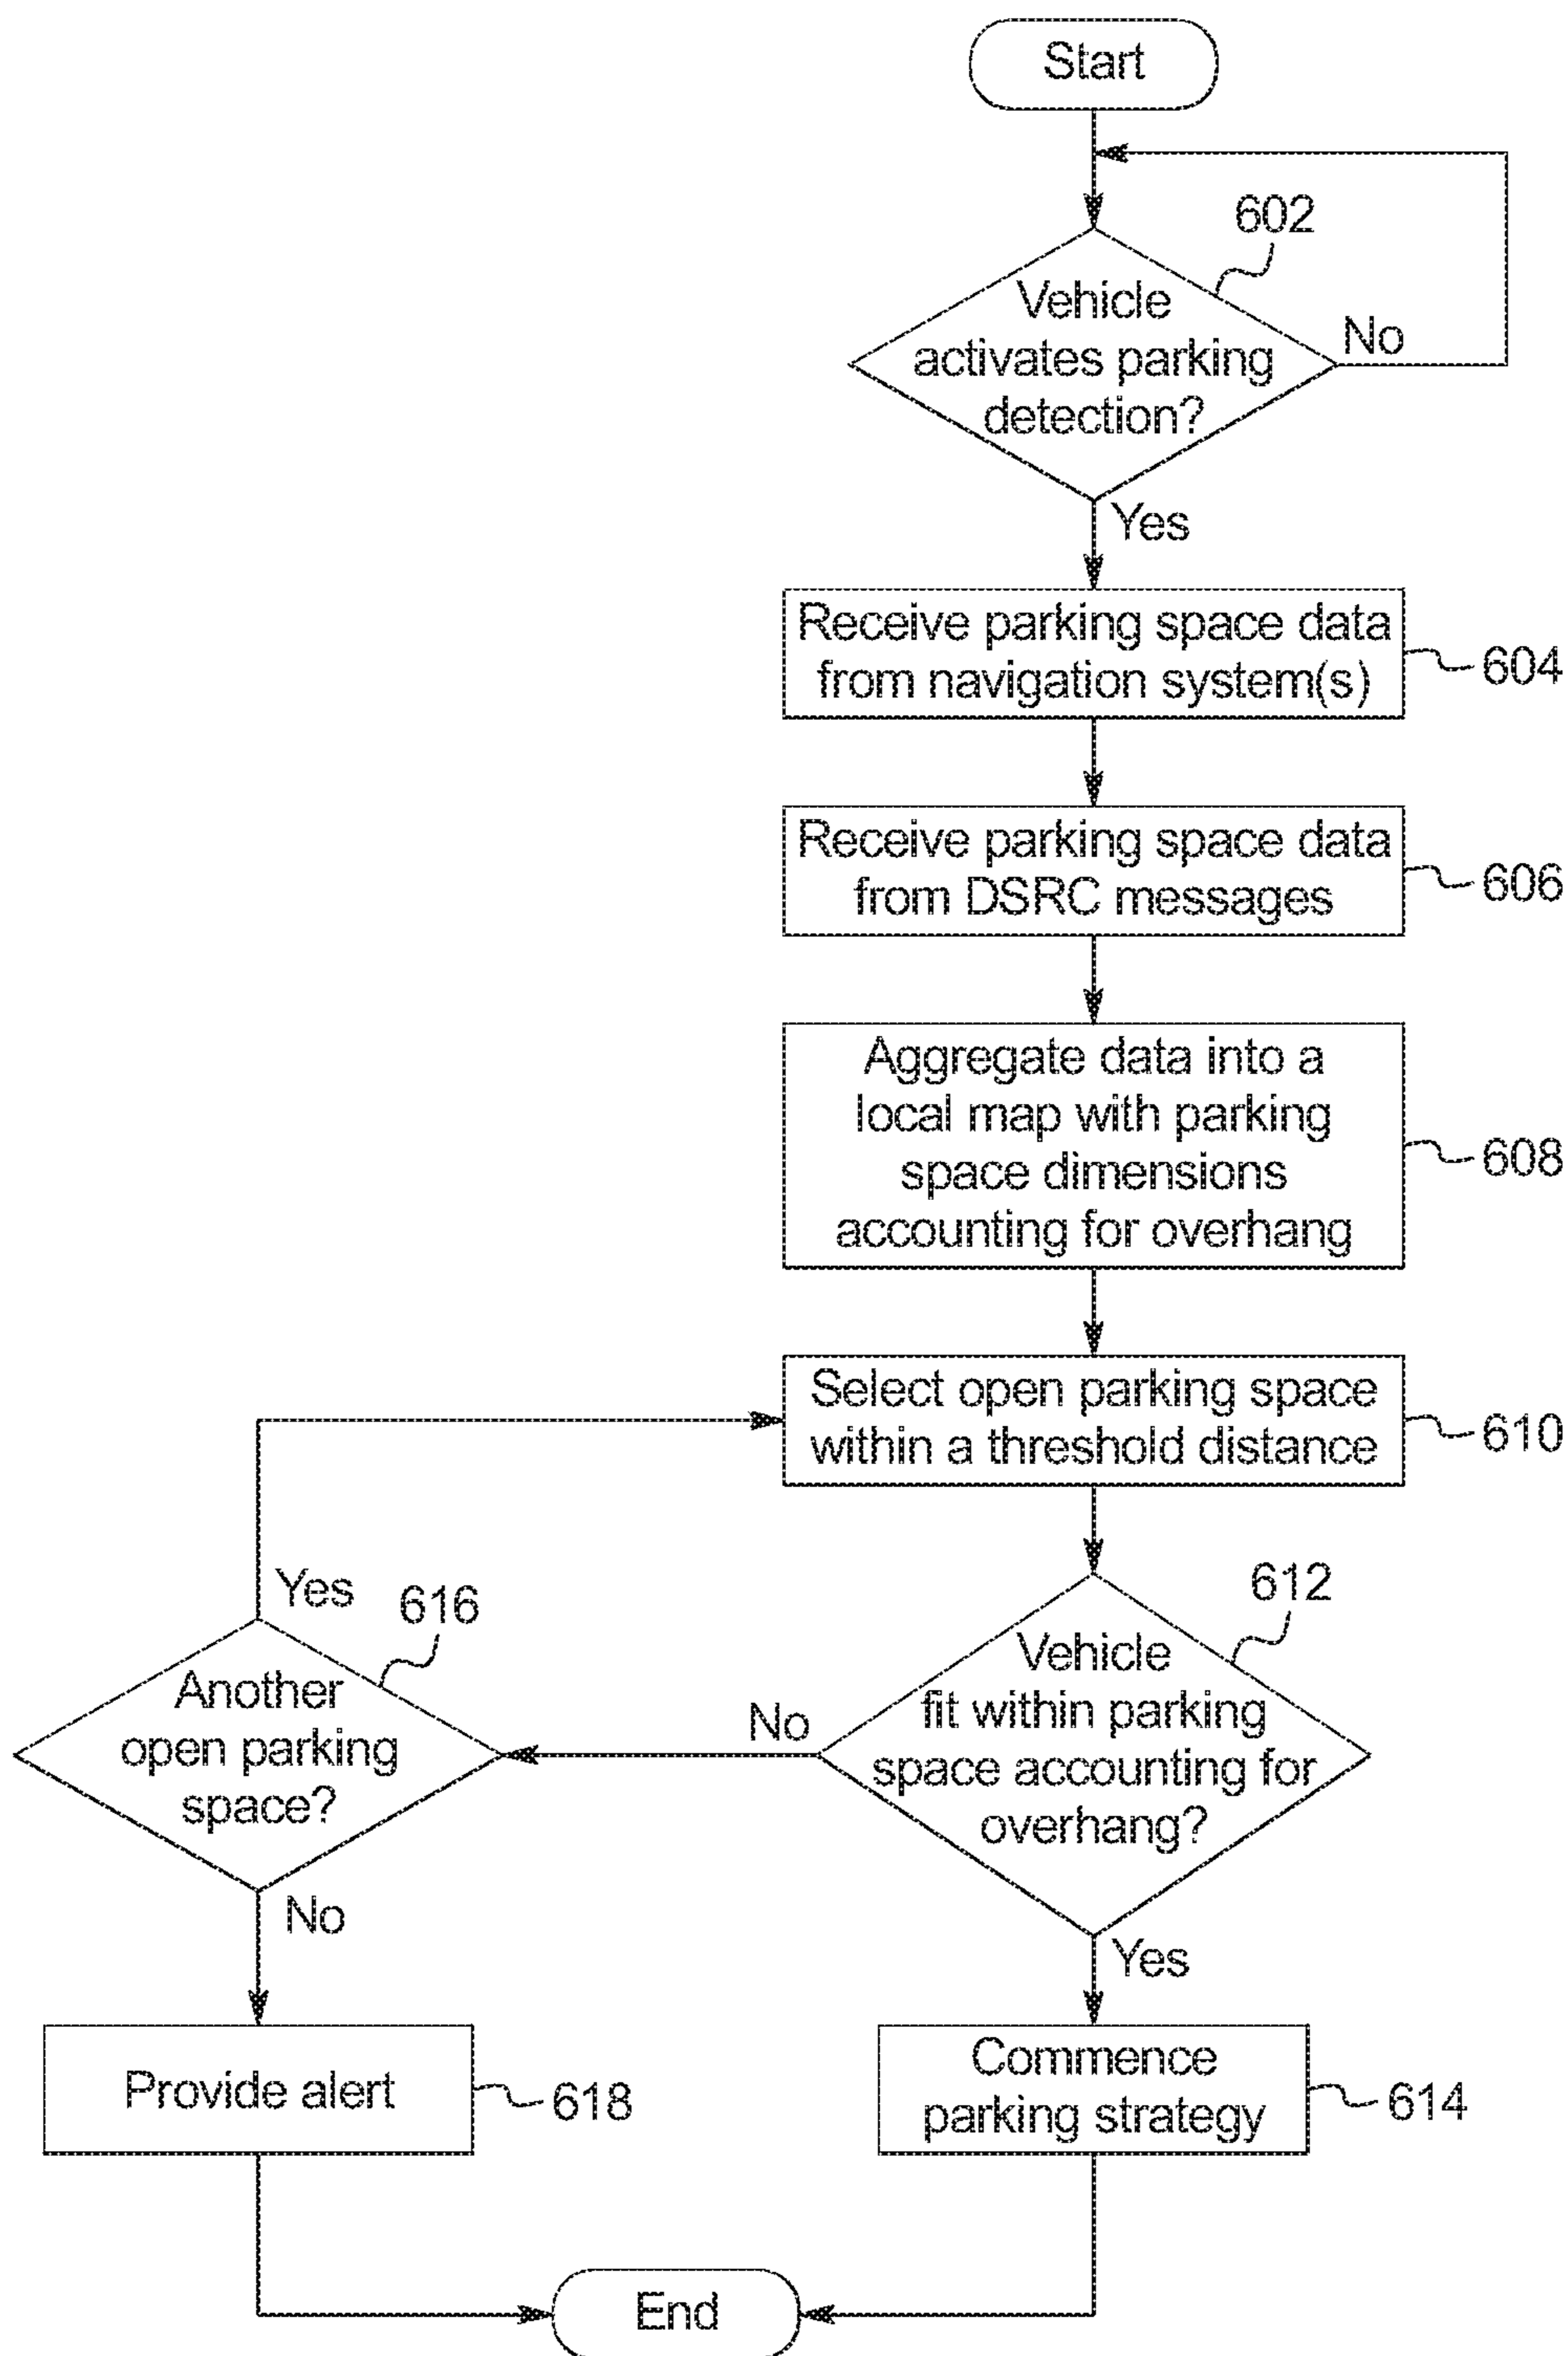 Start
602
Vehicle
activates parking
detection?
No
Yes
Receive parking space data
from navigation system(s)
604
Receive parking space data
from DSRC messages
606
Aggregate data into a
local map with parking
space dimensions
accounting for overhang
608
Select open parking space
within a threshold distance
610
Yes
616
Another
open parking
space?
No
612
Vehicle
fit within parking
space accounting for
overhang?
No
Yes
Provide alert
618
Commence
parking strategy
614
End